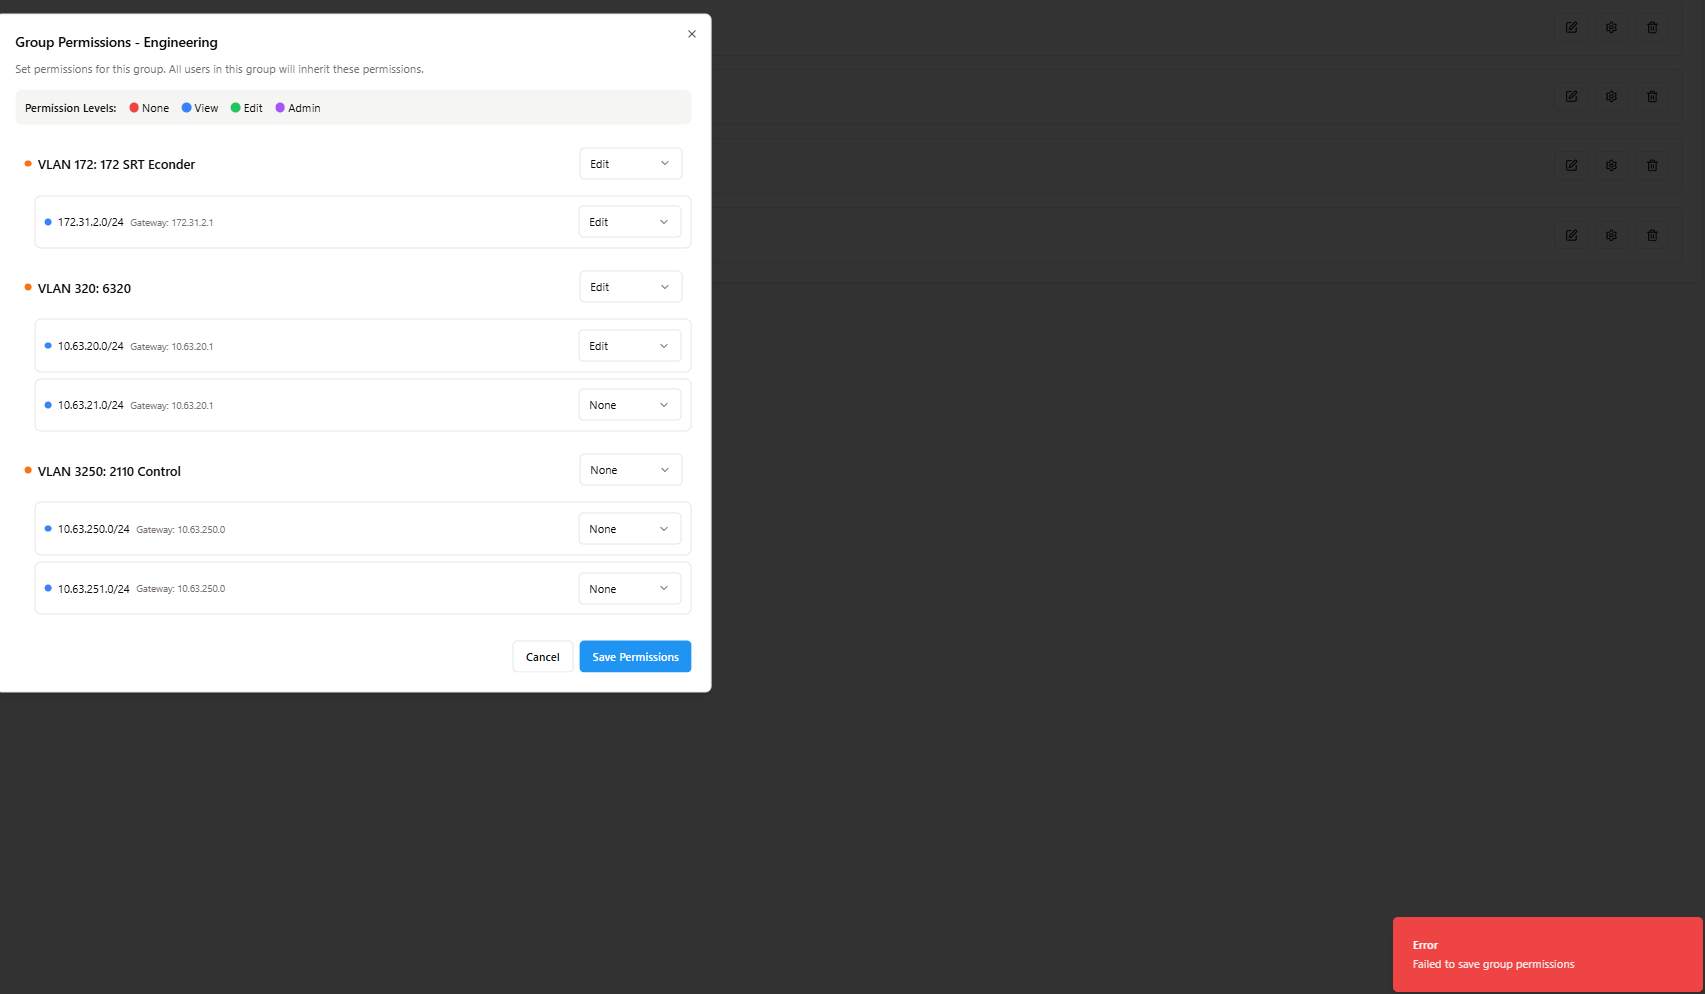 Group Permissions - Engineering
Set permissions for this group. All users in this group will inherit these permissions.
Permission Levels: None View Edit Admin
VLAN 172: 172 SRT Econder Edit
172.31.2.0/24 Gateway: 172.31.2.1 Edit
VLAN 320: 6320 Edit
10.63.20.0/24 Gateway: 10.63.20.1 Edit
10.63.21.0/24 Gateway: 10.63.20.1 None
VLAN 3250: 2110 Control None
10.63.250.0/24 Gateway: 10.63.250.0 None
10.63.251.0/24 Gateway: 10.63.250.0 None
Cancel Save Permissions
Error
Failed to save group permissions